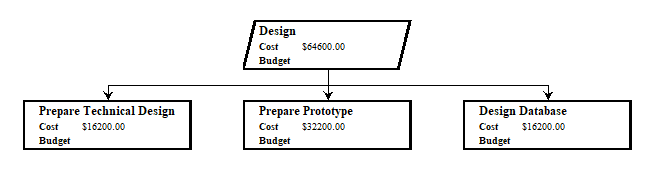 Design
Cost $64600.00
Budget
Prepare Technical Design
Cost $16200.00
Budget
Prepare Prototype
Cost $32200.00
Budget
Design Database
Cost $16200.00
Budget